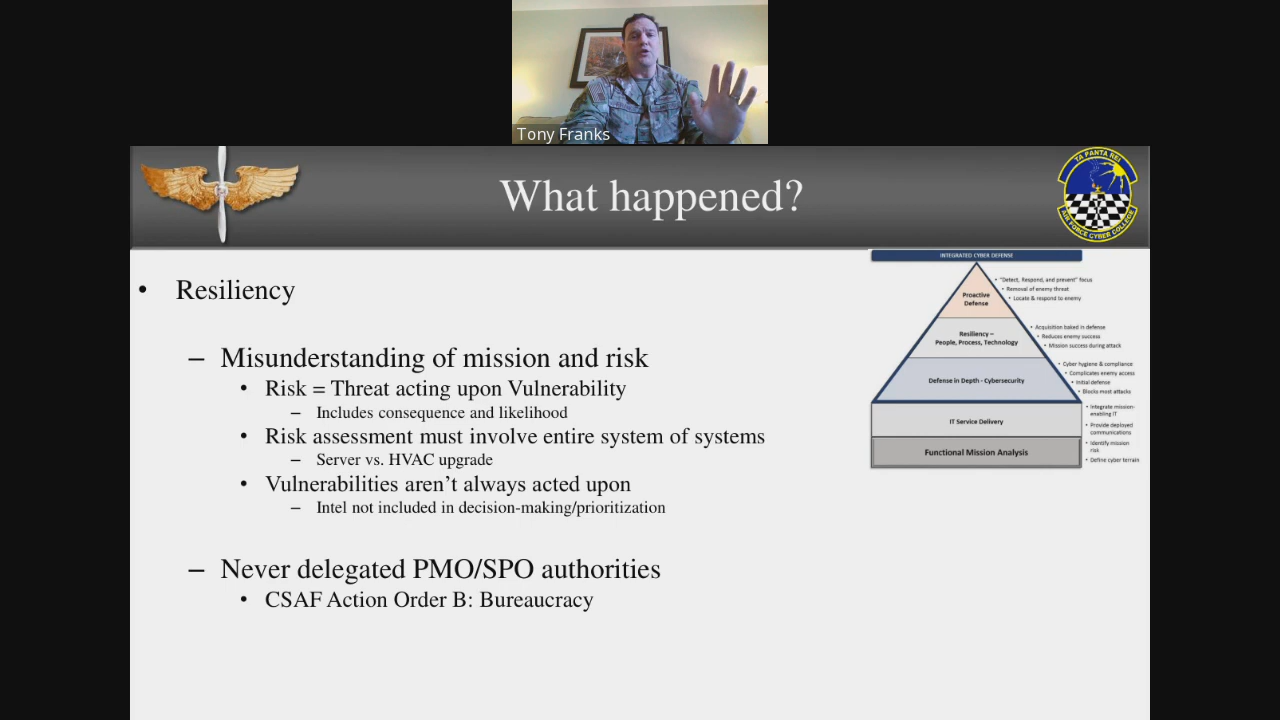 Tony Franks
What happened?
TA PANTA REI
AIR FORCE CYBER COLLEGE
• Resiliency
– Misunderstanding of mission and risk
• Risk = Threat acting upon Vulnerability
– Includes consequence and likelihood
• Risk assessment must involve entire system of systems
– Server vs. HVAC upgrade
• Vulnerabilities aren't always acted upon
– Intel not included in decision-making/prioritization
– Never delegated PMO/SPO authorities
• CSAF Action Order B: Bureaucracy
INTEGRATED CYBER DEFENSE
Proactive
Defense
• "Detect, Respond, and prevent" focus
• Removal of enemy threat
• Locate & respond to enemy
Resiliency –
People, Process, Technology
• Acquisition baked in defense
• Reduces enemy success
• Mission success during attack
Defense in Depth - Cybersecurity
• Cyber hygiene & compliance
• Complicates enemy access
• Initial defense
• Blocks most attacks
IT Service Delivery
• Integrate mission-
enabling IT
• Provide deployed
communications
Functional Mission Analysis
• Identify mission
risk
• Define cyber terrain